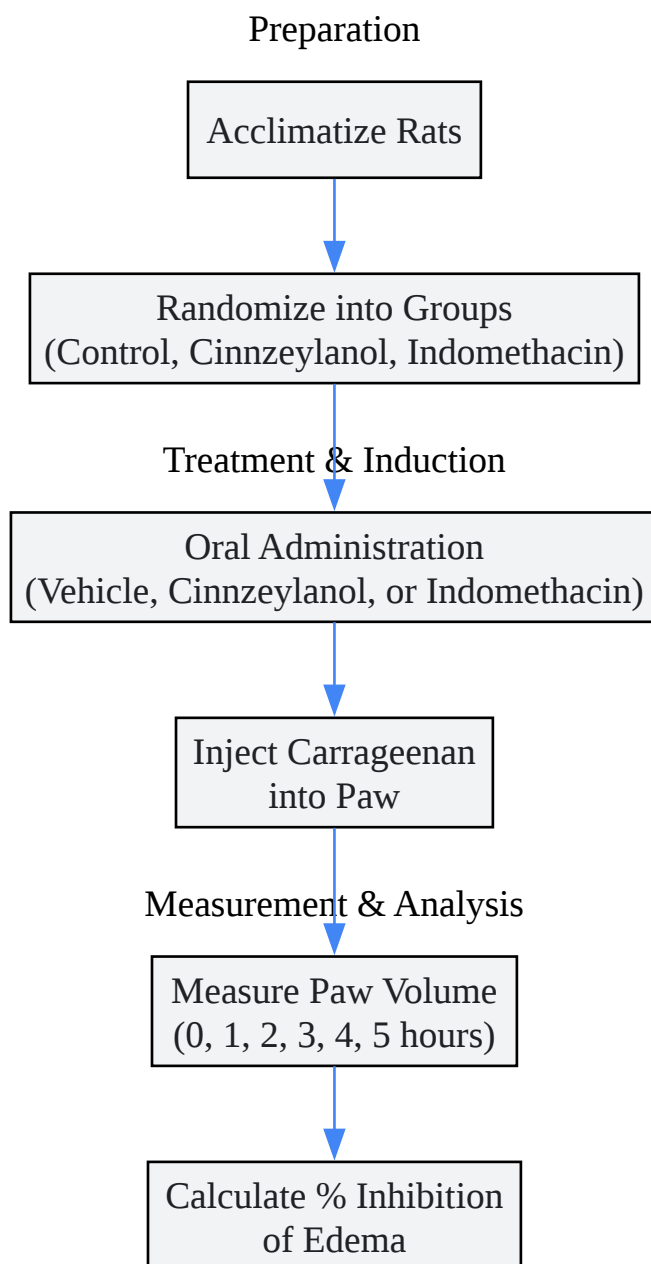 Preparation
Acclimatize Rats
Randomize into Groups
(Control, Cinnzeylanol, Indomethacin)
Treatment & Induction
Oral Administration
(Vehicle, Cinnzeylanol, or Indomethacin)
Inject Carrageenan
into Paw
Measurement & Analysis
Measure Paw Volume
(0, 1, 2, 3, 4, 5 hours)
Calculate % Inhibition
of Edema